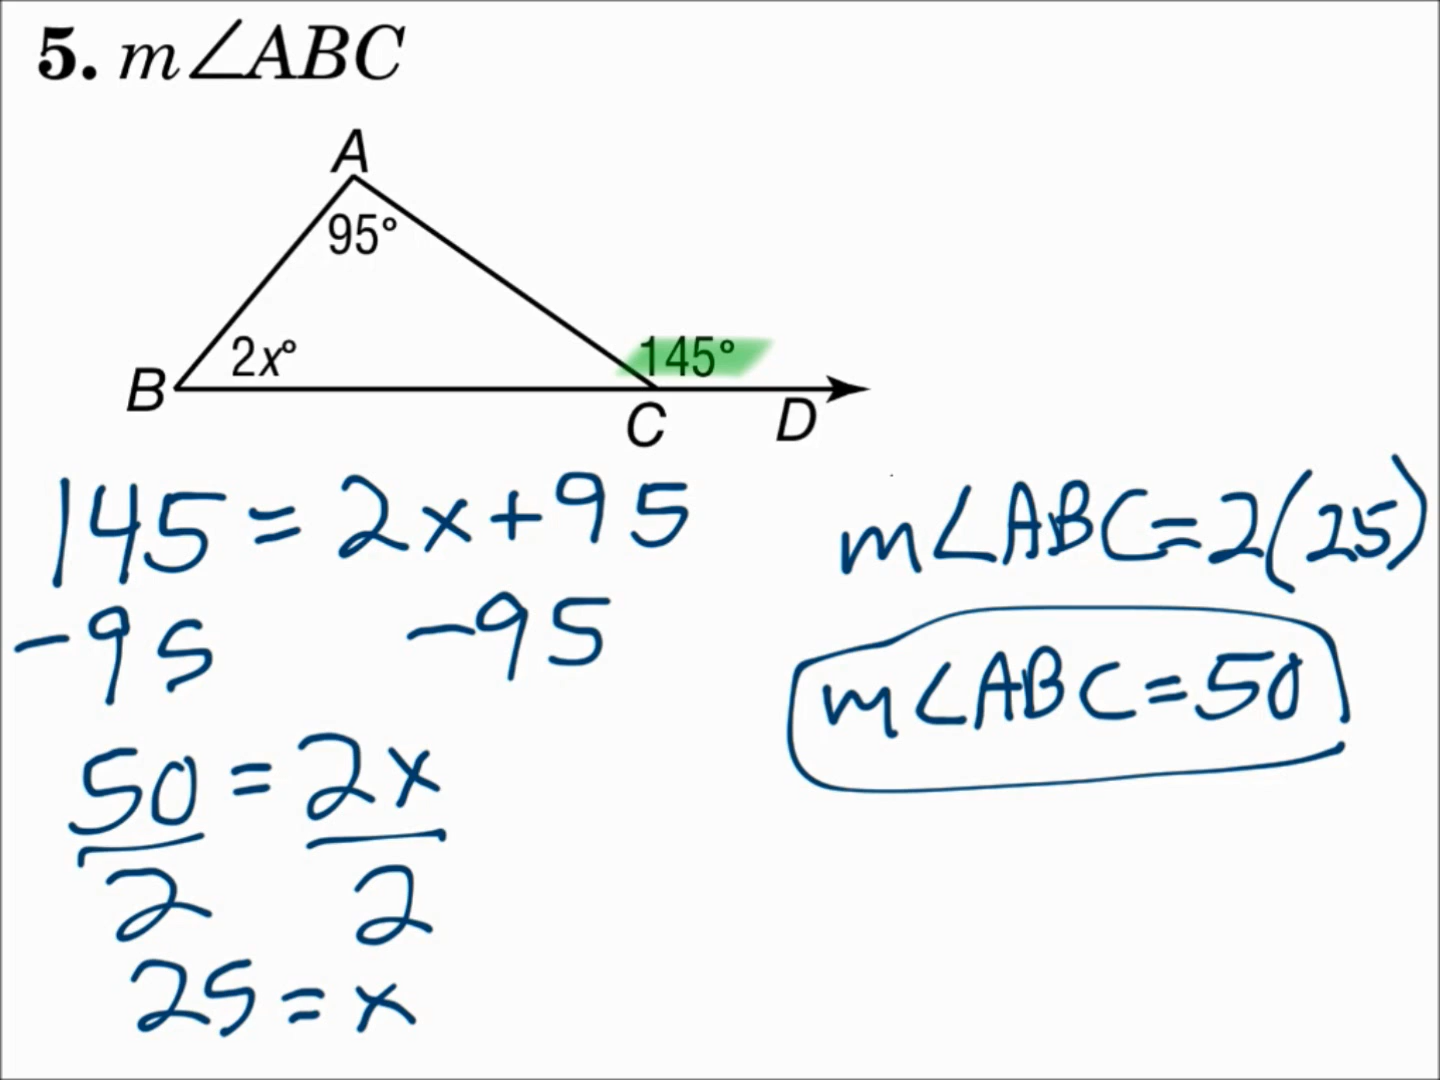 5. m∠ABC
A
95°
2x°
145°
B
C
D
145 = 2x + 95
-95 -95
50 = 2x
2 2
25 = x
m∠ABC = 2(25)
m∠ABC = 50